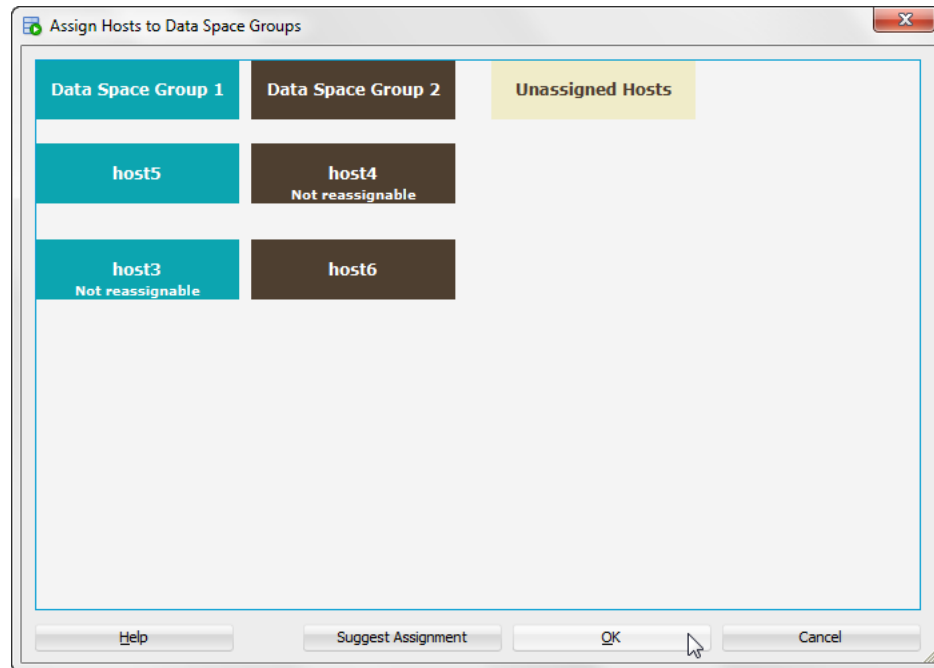 Assign Hosts to Data Space Groups
Data Space Group 1
Data Space Group 2
Unassigned Hosts
host5
host4
Not reassignable
host3
Not reassignable
host6
Help
Suggest Assignment
OK
Cancel